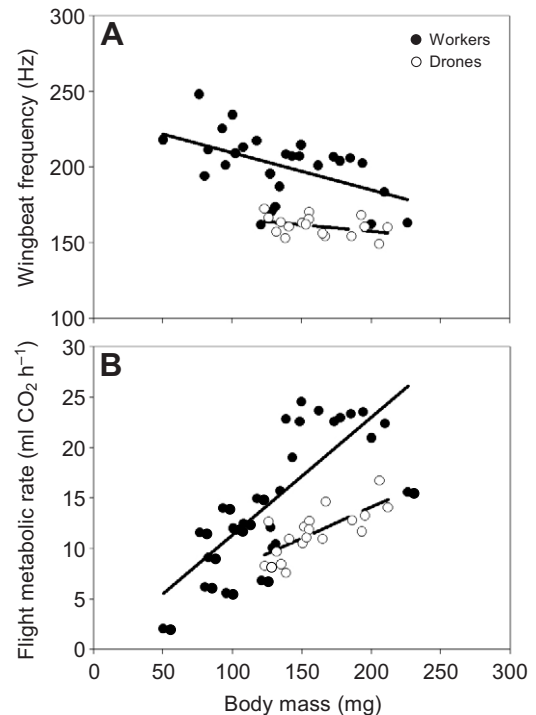 A
Workers
Drones
300
250
200
150
100
Wingbeat frequency (Hz)
B
30
25
20
15
10
5
0
Flight metabolic rate (ml CO₂ h⁻¹)
0 50 100 150 200 250 300
Body mass (mg)